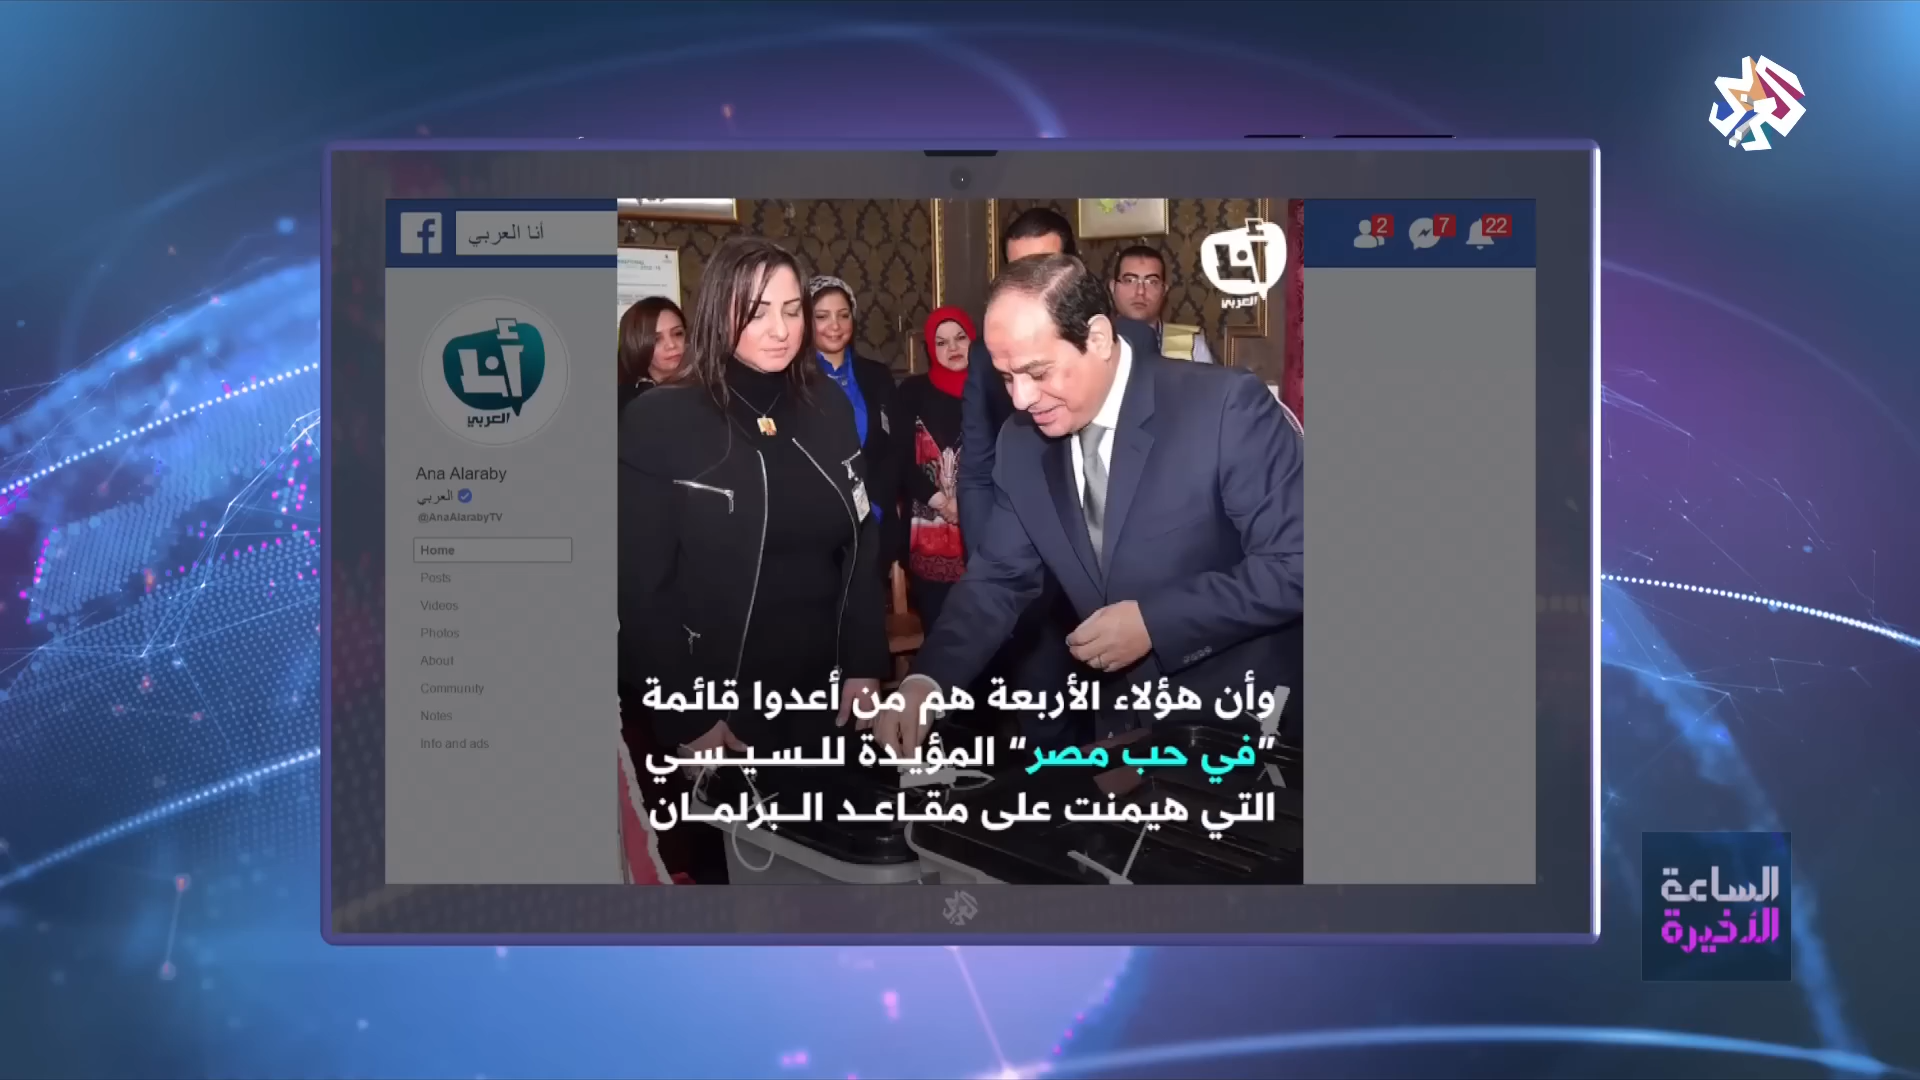 أنا العربي
2
7
22
أنا
العربي
أنا
العربي
Ana Alaraby
العربي
@AnaAlarabyTV
Home
Posts
Videos
Photos
About
Community
Notes
Info and ads
وأن هؤلاء الأربعة هم من أعدوا قائمة
"في حب مصر" المؤيدة للسيسي
التي هيمنت على مقاعد البرلمان
الساعة
الأخيرة